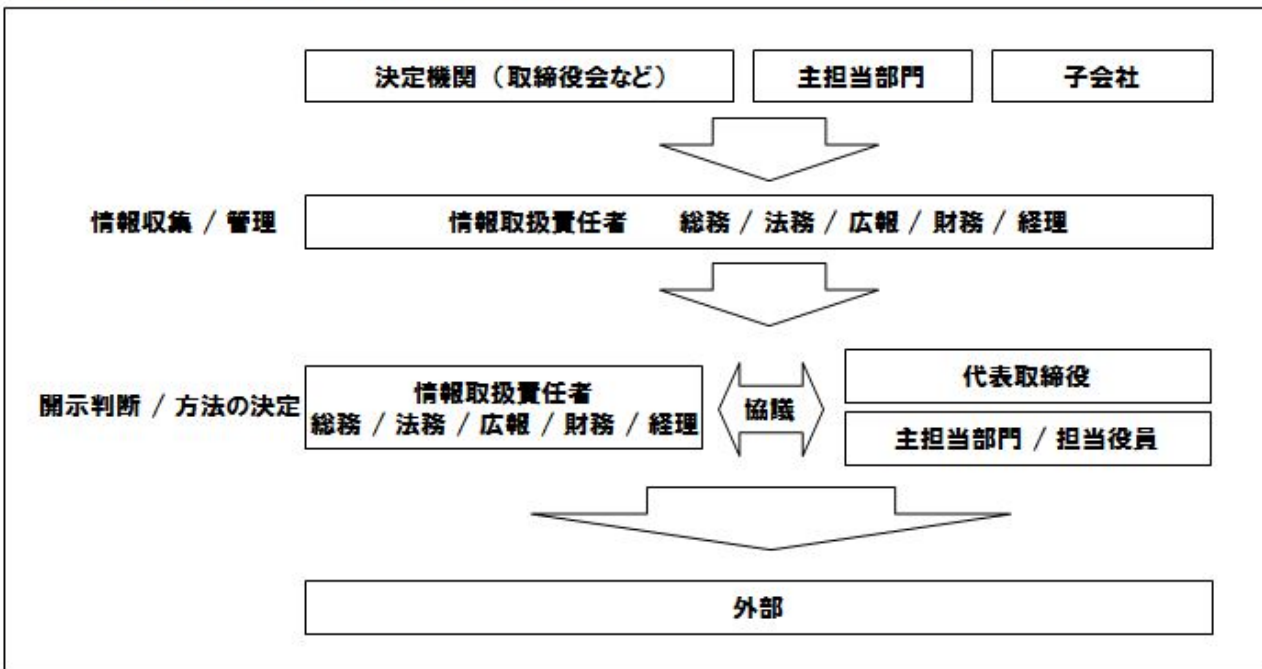 決定機関（取締役会など）
主担当部門
子会社
情報収集 / 管理
情報取扱責任者　総務 / 法務 / 広報 / 財務 / 経理
開示判断 / 方法の決定
情報取扱責任者
総務 / 法務 / 広報 / 財務 / 経理
協議
代表取締役
主担当部門 / 担当役員
外部